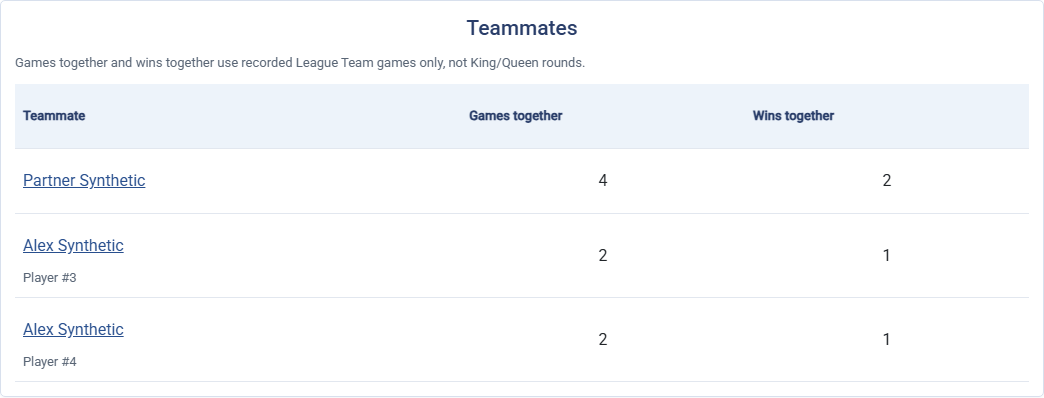 Teammates
Games together and wins together use recorded League Team games only, not King/Queen rounds.
Teammate Games together Wins together
Partner Synthetic 4 2
Alex Synthetic 2 1
Player #3
Alex Synthetic 2 1
Player #4